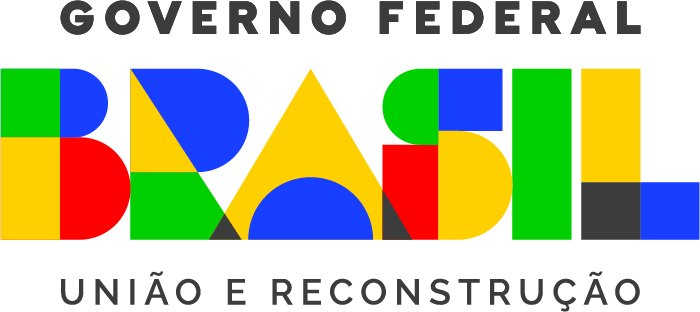 GOVERNO FEDERAL
BRASIL
UNIÃO E RECONSTRUÇÃO